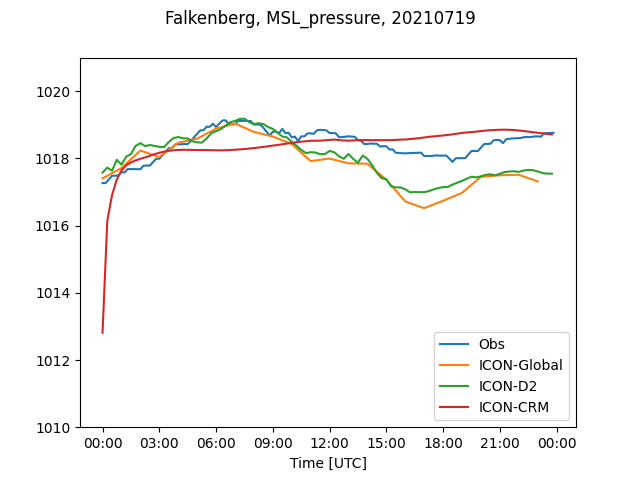 Falkenberg, MSL_pressure, 20210719
1020
1018
1016
1014
1012
1010
00:00 03:00 06:00 09:00 12:00 15:00 18:00 21:00 00:00
Time [UTC]
Obs
ICON-Global
ICON-D2
ICON-CRM